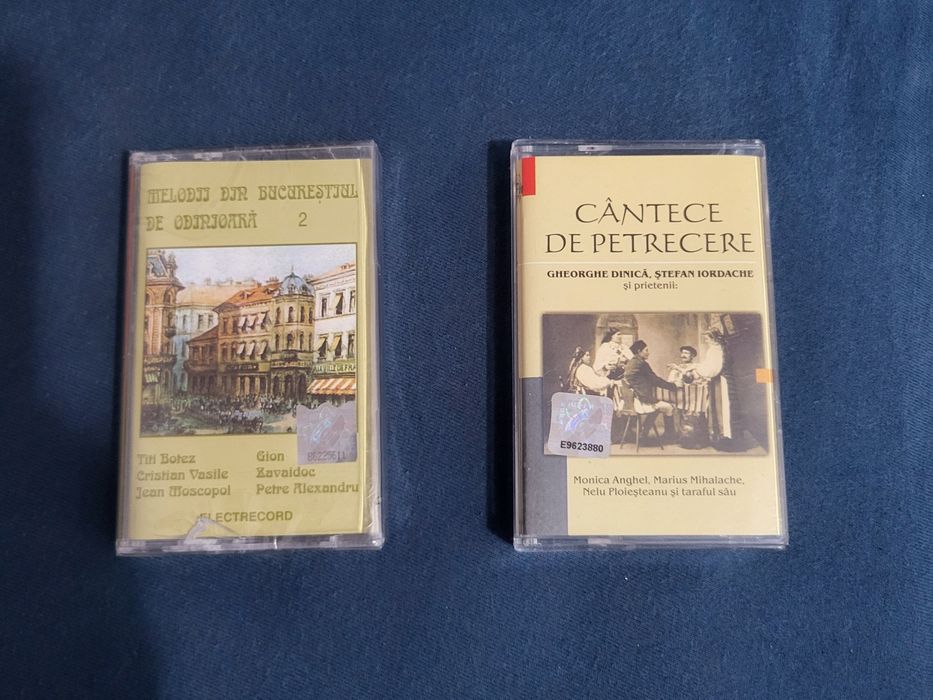 MELODII DIN BUCUREȘTIUL
DE ODINIOARĂ 2
Titi Botez
Cristian Vasile
Jean Moscopol
Gion
Zavaidoc
Petre Alexandru
ELECTRECORD
CÂNTECE
DE PETRECERE
GHEORGHE DINICĂ, ȘTEFAN IORDACHE
și prietenii:
E9623880
Monica Anghel, Marius Mihalache,
Nelu Ploieșteanu și taraful său